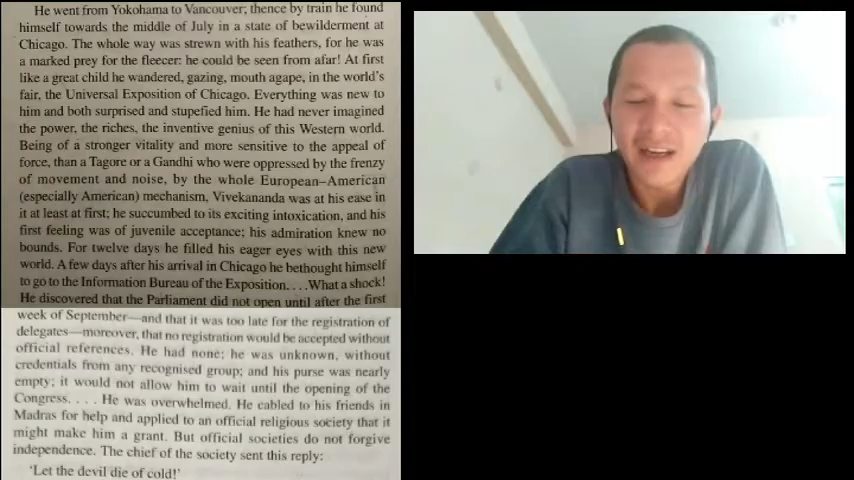 He went from Yokohama to Vancouver; thence by train he found
himself towards the middle of July in a state of bewilderment at
Chicago. The whole way was strewn with his feathers, for he was
a marked prey for the fleecer: he could be seen from afar! At first
like a great child he wandered, gazing, mouth agape, in the world's
fair, the Universal Exposition of Chicago. Everything was new to
him and both surprised and stupefied him. He had never imagined
the power, the riches, the inventive genius of this Western world.
Being of a stronger vitality and more sensitive to the appeal of
force, than a Tagore or a Gandhi who were oppressed by the frenzy
of movement and noise, by the whole European–American
(especially American) mechanism, Vivekananda was at his ease in
it at least at first; he succumbed to its exciting intoxication, and his
first feeling was of juvenile acceptance; his admiration knew no
bounds. For twelve days he filled his eager eyes with this new
world. A few days after his arrival in Chicago he bethought himself
to go to the Information Bureau of the Exposition. . . .What a shock!
He discovered that the Parliament did not open until after the first
week of September—and that it was too late for the registration of
delegates—moreover, that no registration would be accepted without
official references. He had none; he was unknown, without
credentials from any recognised group; and his purse was nearly
empty; it would not allow him to wait until the opening of the
Congress. . . . He was overwhelmed. He cabled to his friends in
Madras for help and applied to an official religious society that it
might make him a grant. But official societies do not forgive
independence. The chief of the society sent this reply:
'Let the devil die of cold!'